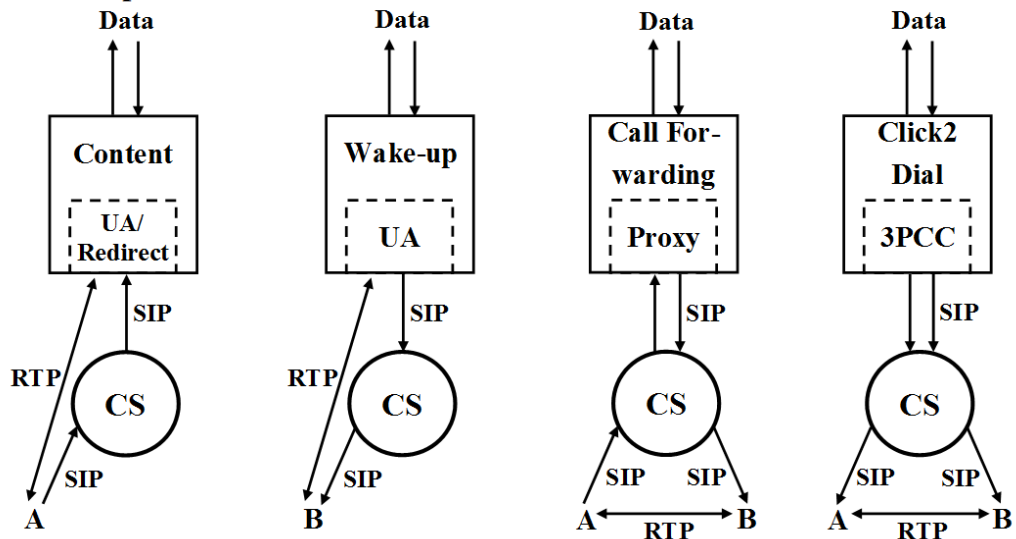 Data
Content
UA/
Redirect
SIP
RTP
CS
SIP
A
Data
Wake-up
UA
SIP
RTP
CS
SIP
B
Data
Call For-
warding
Proxy
SIP
CS
SIP
SIP
A
RTP
B
Data
Click2
Dial
3PCC
SIP
CS
SIP
SIP
A
RTP
B